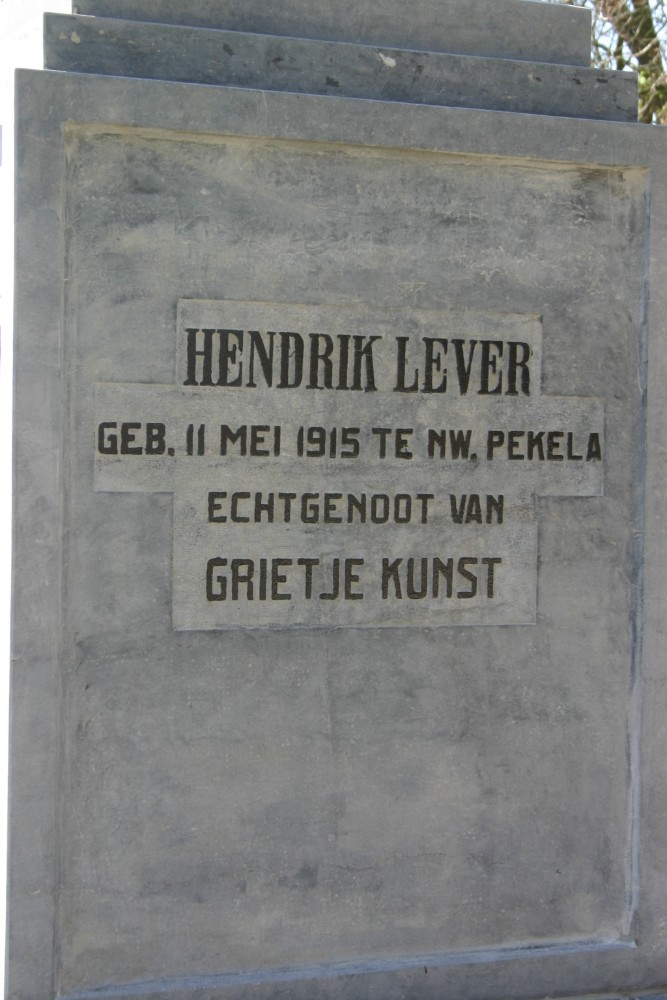 HENDRIK LEVER
GEB. 11 MEI 1915 TE NW. PEKELA
ECHTGENOOT VAN
GRIETJE KUNST